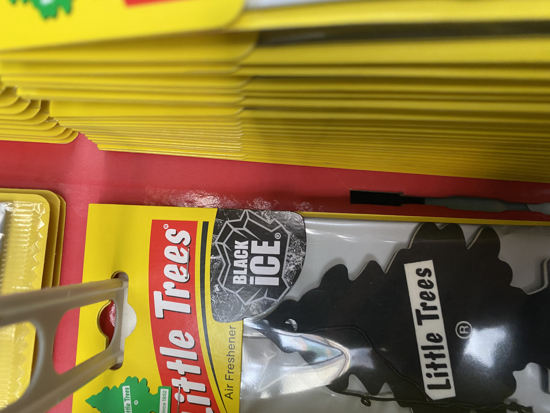 Little Trees®
Air Freshener
BLACK
iCE®
Little Trees
®